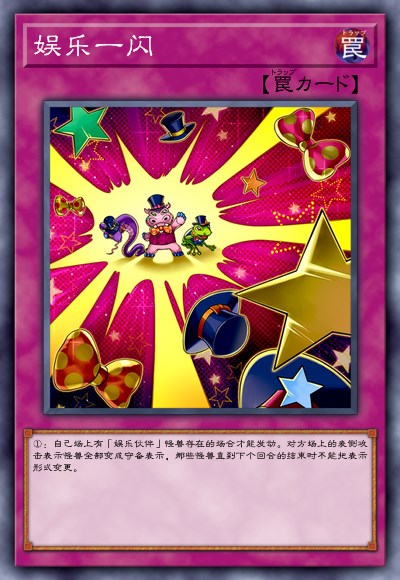 娱乐一闪
罠
トラップ
【罠カード】
トラップ
①：自己场上有「娱乐伙伴」怪兽存在的场合才能发动。对方场上的表侧攻
击表示怪兽全部变成守备表示，那些怪兽直到下个回合的结束时不能把表示
形式变更。